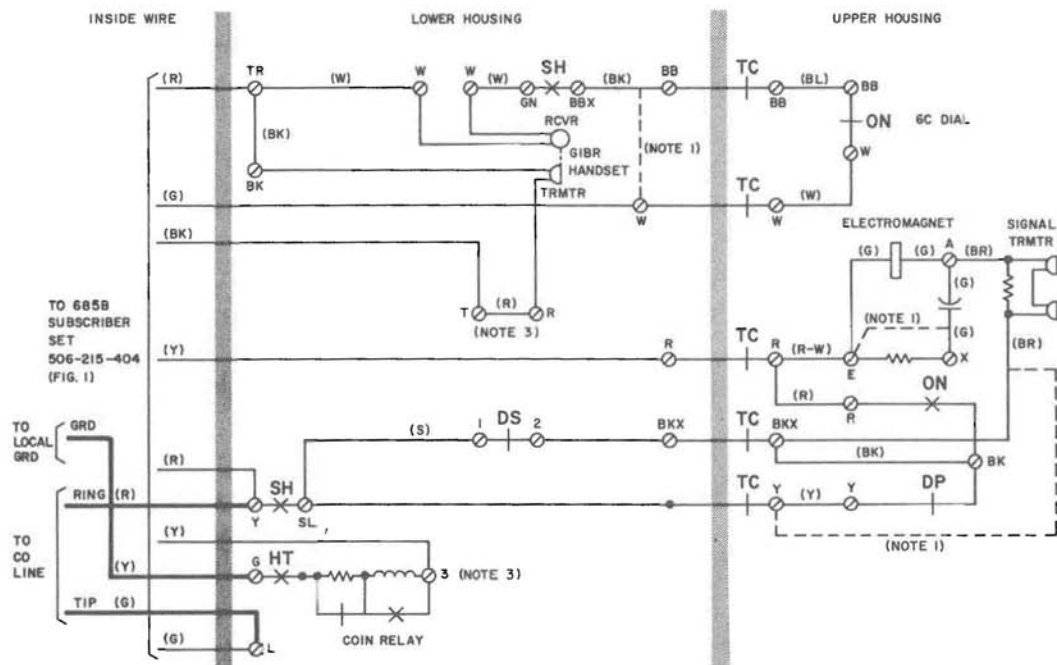 INSIDE WIRE
LOWER HOUSING
UPPER HOUSING
(R)
TR
(W)
W
W
(W)
SH
(BK)
BB
TC
(BL)
BB
GN
BBX
BB
RCVR
ON
6C DIAL
(BK)
GIBR
(NOTE 1)
W
HANDSET
BK
TRMTR
TC
(G)
(W)
W
W
(BK)
ELECTROMAGNET
SIGNAL
TRMTR
(G)
(G)
A
(BR)
(G)
T
(R)
R
(NOTE 3)
TO 685B
SUBSCRIBER
SET
506-215-404
(FIG. 1)
(NOTE 1)
(G)
(Y)
R
TC
R
(R-W)
(BR)
E
X
ON
(R)
R
TO
LOCAL
GRD
GRD
(S)
1
DS
2
BKX
TC
BKX
(BK)
BK
(R)
RING
(R)
SH
TC
Y
(Y)
Y
DP
Y
SL
TO
CO
LINE
(Y)
(NOTE 1)
(Y)
G
HT
3 (NOTE 3)
TIP
(G)
COIN RELAY
(G)
L